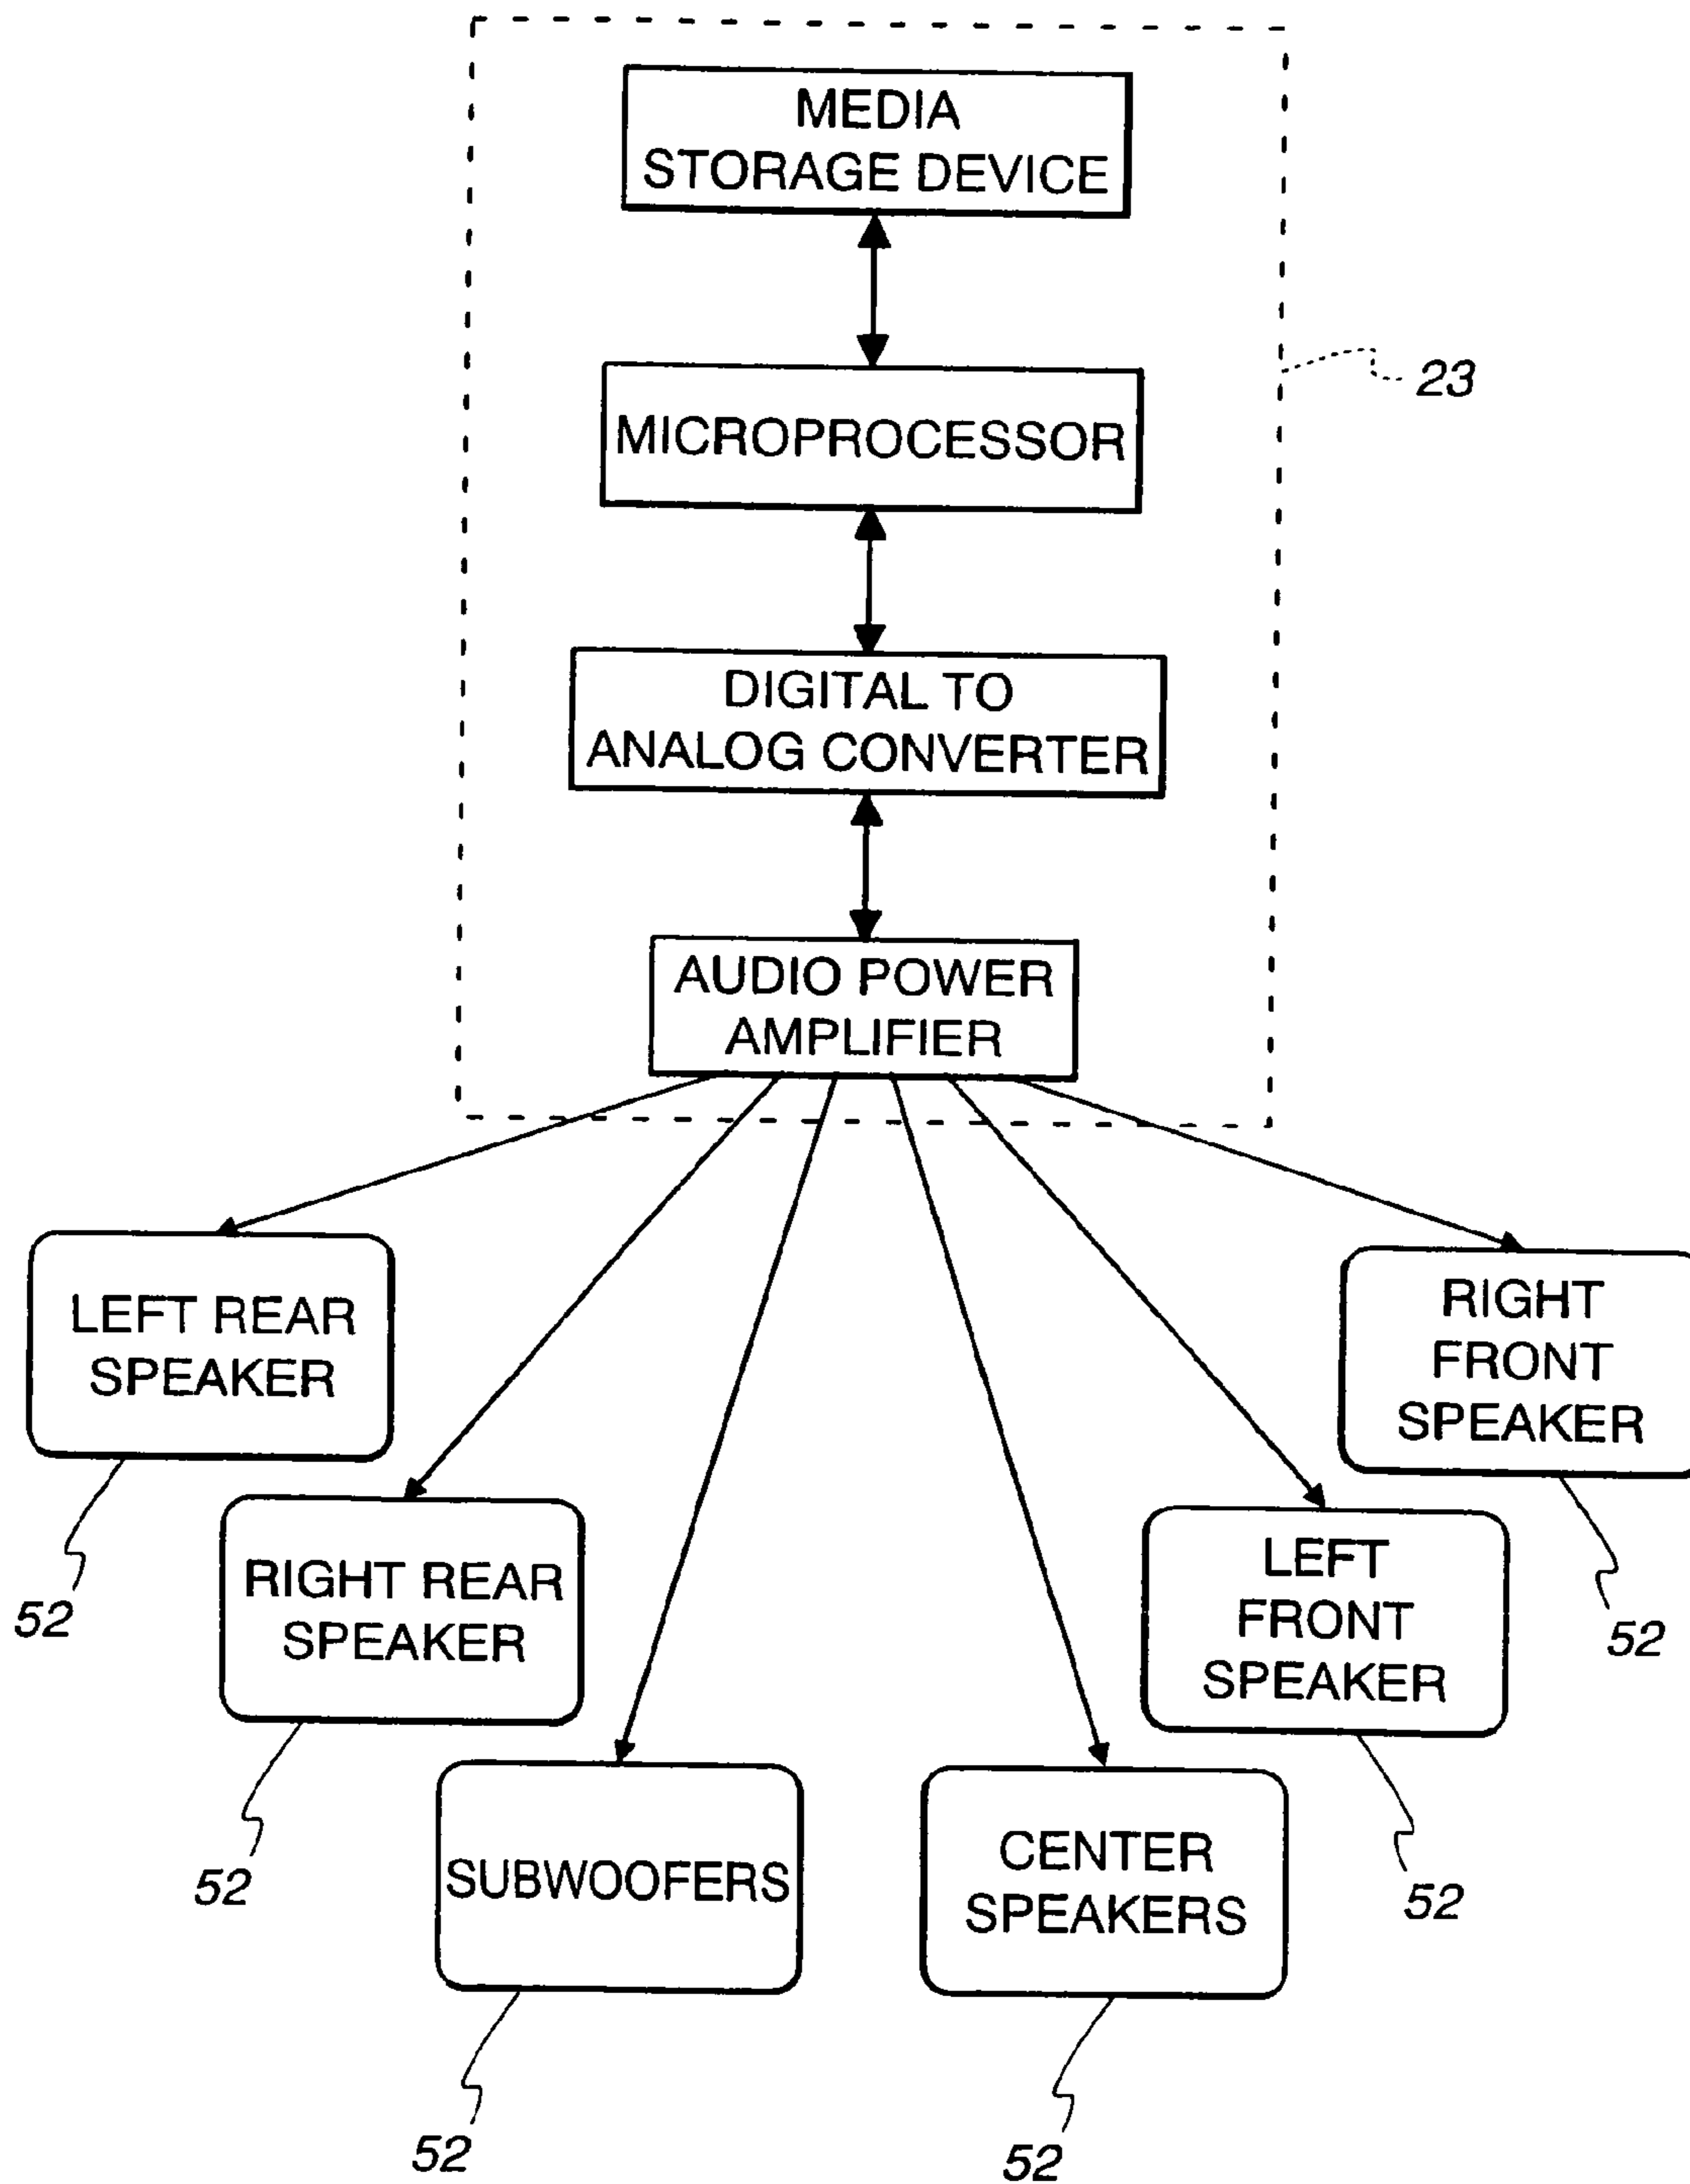 MEDIA
STORAGE DEVICE
MICROPROCESSOR
23
DIGITAL TO
ANALOG CONVERTER
AUDIO POWER
AMPLIFIER
LEFT REAR
SPEAKER
52
RIGHT REAR
SPEAKER
52
SUBWOOFERS
52
CENTER
SPEAKERS
52
LEFT
FRONT
SPEAKER
52
RIGHT
FRONT
SPEAKER
52